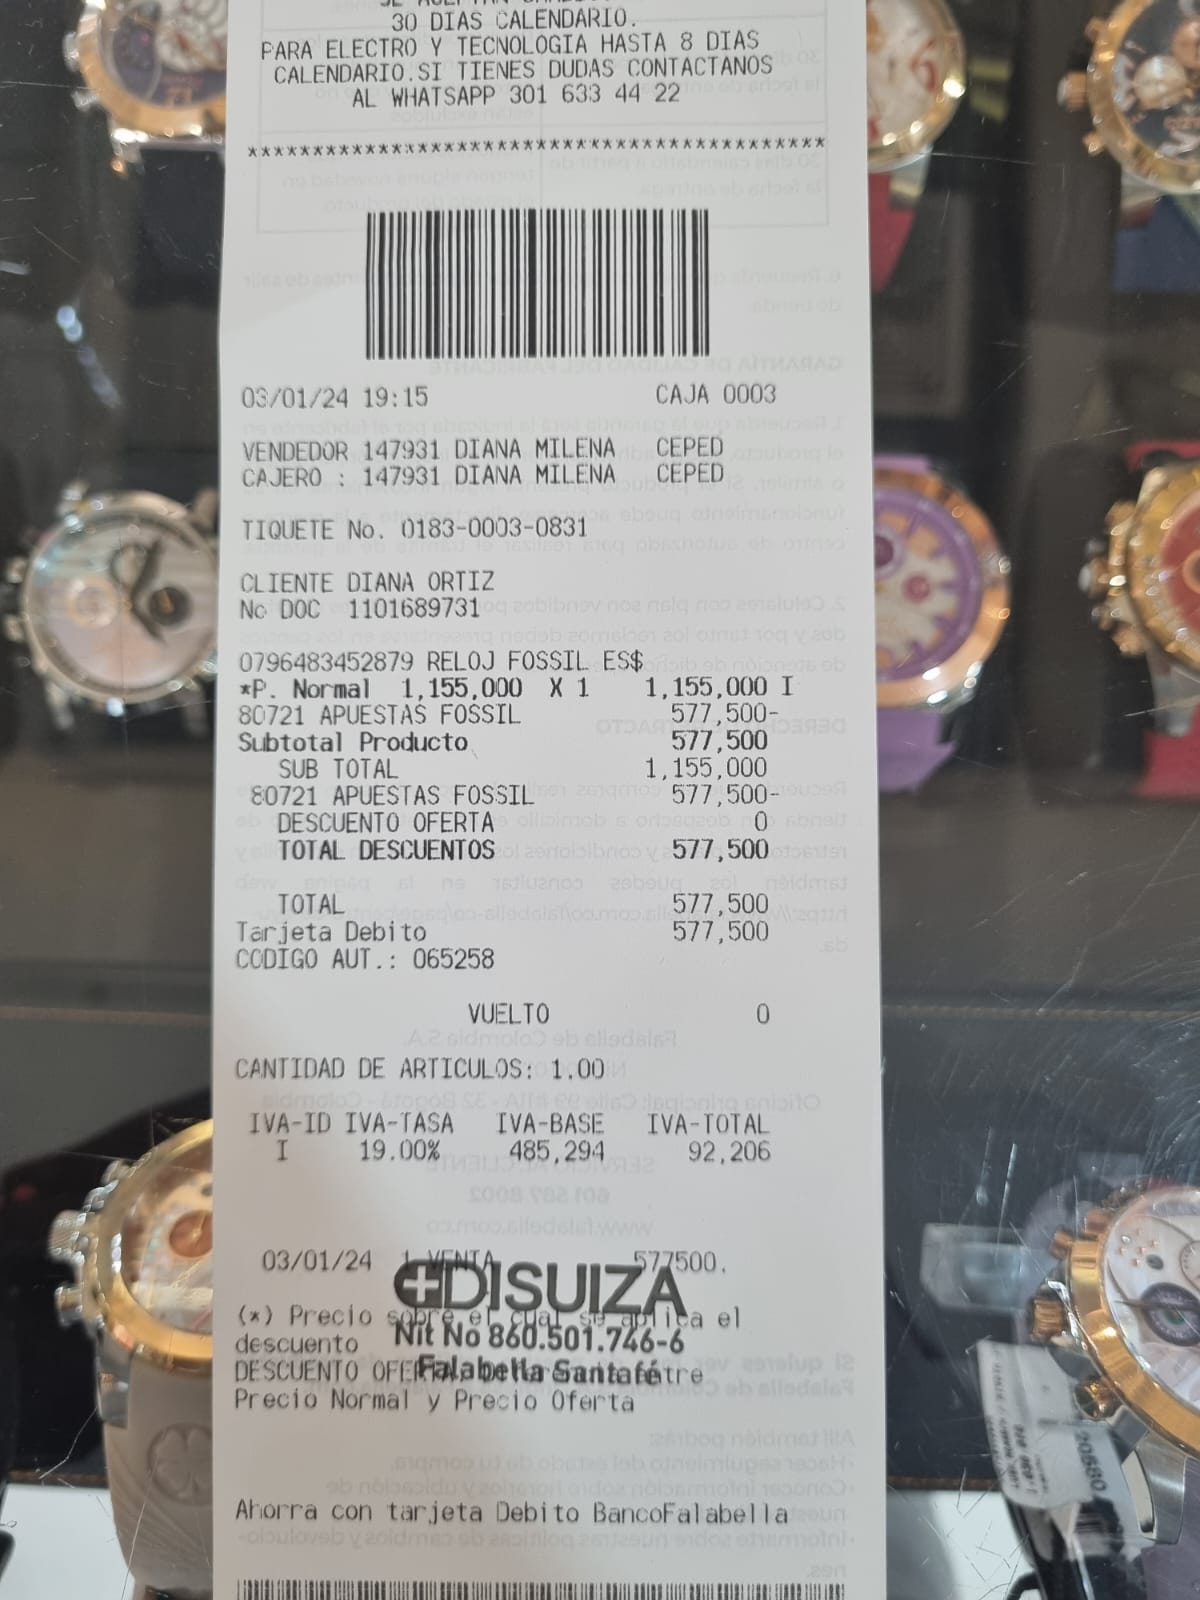 30 DIAS CALENDARIO.
PARA ELECTRO Y TECNOLOGIA HASTA 8 DIAS
CALENDARIO.SI TIENES DUDAS CONTACTANOS
AL WHATSAPP 301 633 44 22
********************************************
03/01/24 19:15 CAJA 0003
VENDEDOR 147931 DIANA MILENA CEPED
CAJERO : 147931 DIANA MILENA CEPED
TIQUETE No. 0183-0003-0831
CLIENTE DIANA ORTIZ
No DOC 1101689731
0796483452879 RELOJ FOSSIL ES$
*P. Normal 1,155,000 X 1 1,155,000 I
80721 APUESTAS FOSSIL 577,500-
Subtotal Producto 577,500
SUB TOTAL 1,155,000
80721 APUESTAS FOSSIL 577,500-
DESCUENTO OFERTA 0
TOTAL DESCUENTOS 577,500
TOTAL 577,500
Tarjeta Debito 577,500
CODIGO AUT.: 065258
VUELTO 0
CANTIDAD DE ARTICULOS: 1.00
IVA-ID IVA-TASA IVA-BASE IVA-TOTAL
I 19.00% 485,294 92,206
03/01/24 1 VENTA 577500.
DISUIZA
(*) Precio sobre el cual se aplica el
Nit No 860.501.746-6
descuento
Falabella Santafé
DESCUENTO
Precio Normal y Precio Oferta
Ahorra con tarjeta Debito BancoFalabella
20680